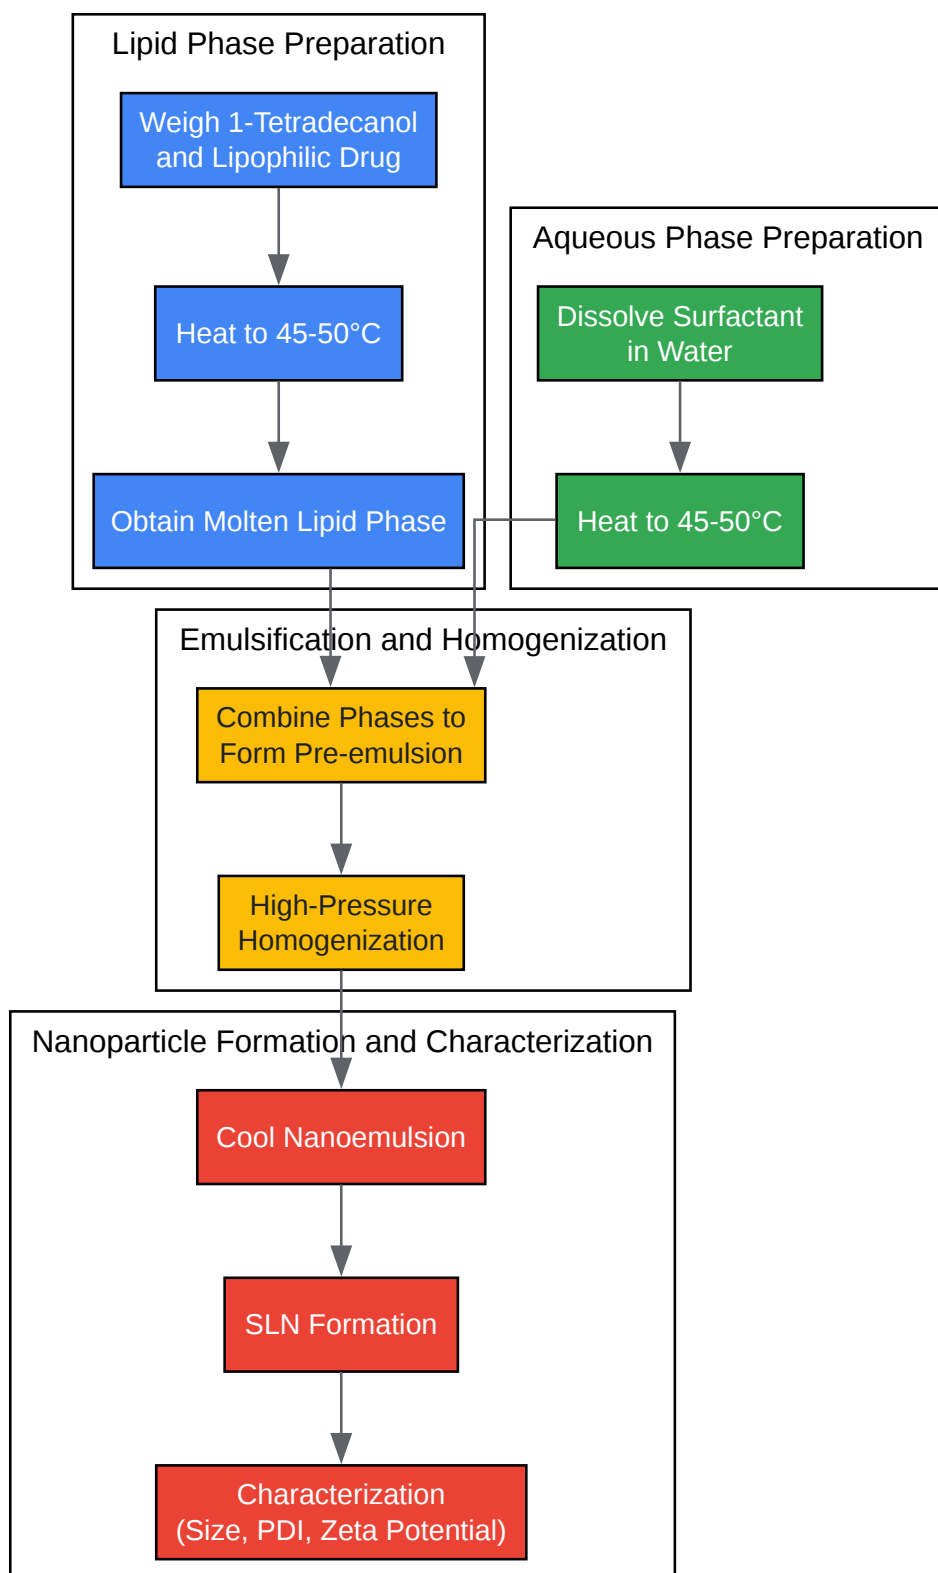 Lipid Phase Preparation
Weigh 1-Tetradecanol
and Lipophilic Drug
Heat to 45-50°C
Obtain Molten Lipid Phase
Aqueous Phase Preparation
Dissolve Surfactant
in Water
Heat to 45-50°C
Emulsification and Homogenization
Combine Phases to
Form Pre-emulsion
High-Pressure
Homogenization
Nanoparticle Formation and Characterization
Cool Nanoemulsion
SLN Formation
Characterization
(Size, PDI, Zeta Potential)